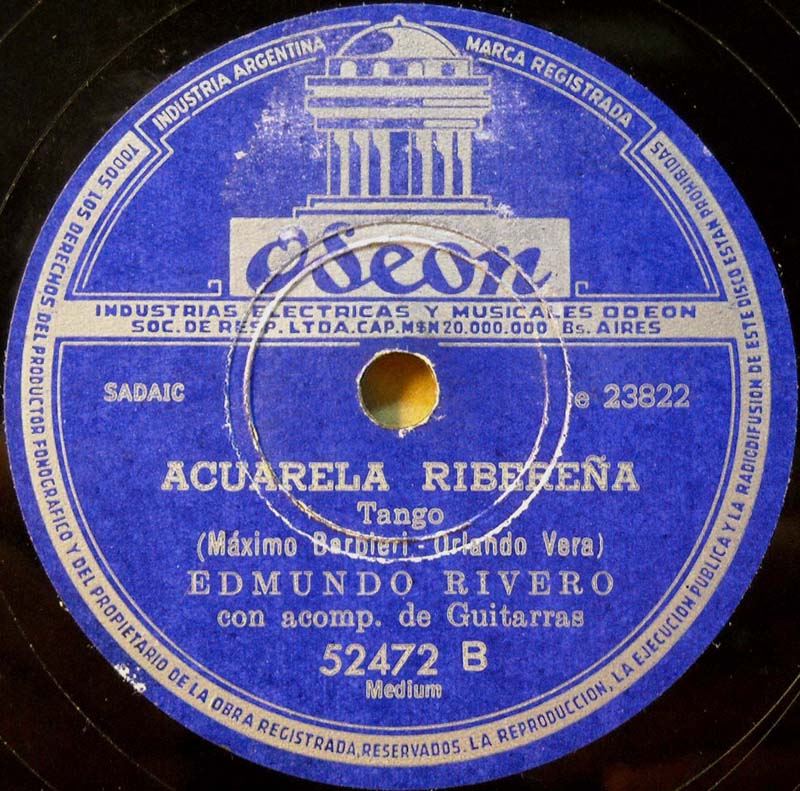 INDUSTRIA ARGENTINA
MARCA REGISTRADA
Odeon
INDUSTRIAS ELECTRICAS Y MUSICALES ODEON
SOC. DE RESP. LTDA. CAP. M$N 20.000.000 Bs. AIRES
SADAIC
e 23822
ACUARELA RIBEREÑA
Tango
(Máximo Barbieri - Orlando Vera)
EDMUNDO RIVERO
con acomp. de Guitarras
52472 B
Medium
TODOS LOS DERECHOS DEL PRODUCTOR FONOGRAFICO Y DEL PROPIETARIO DE LA OBRA REGISTRADA, RESERVADOS. LA REPRODUCCION, LA EJECUCION PUBLICA Y LA RADIODIFUSION DE ESTE DISCO ESTAN PROHIBIDAS